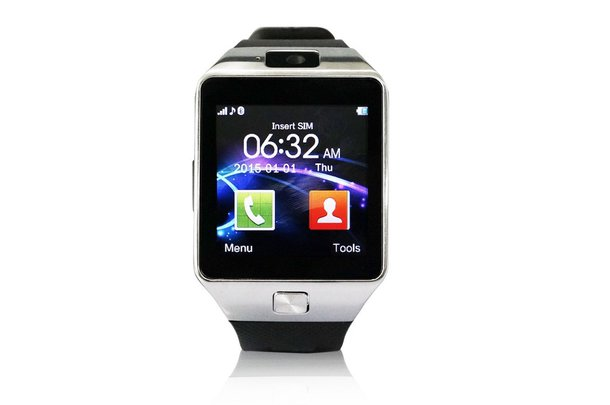 Insert SIM
06:32 AM
2015-01-01 Thu
Menu Tools